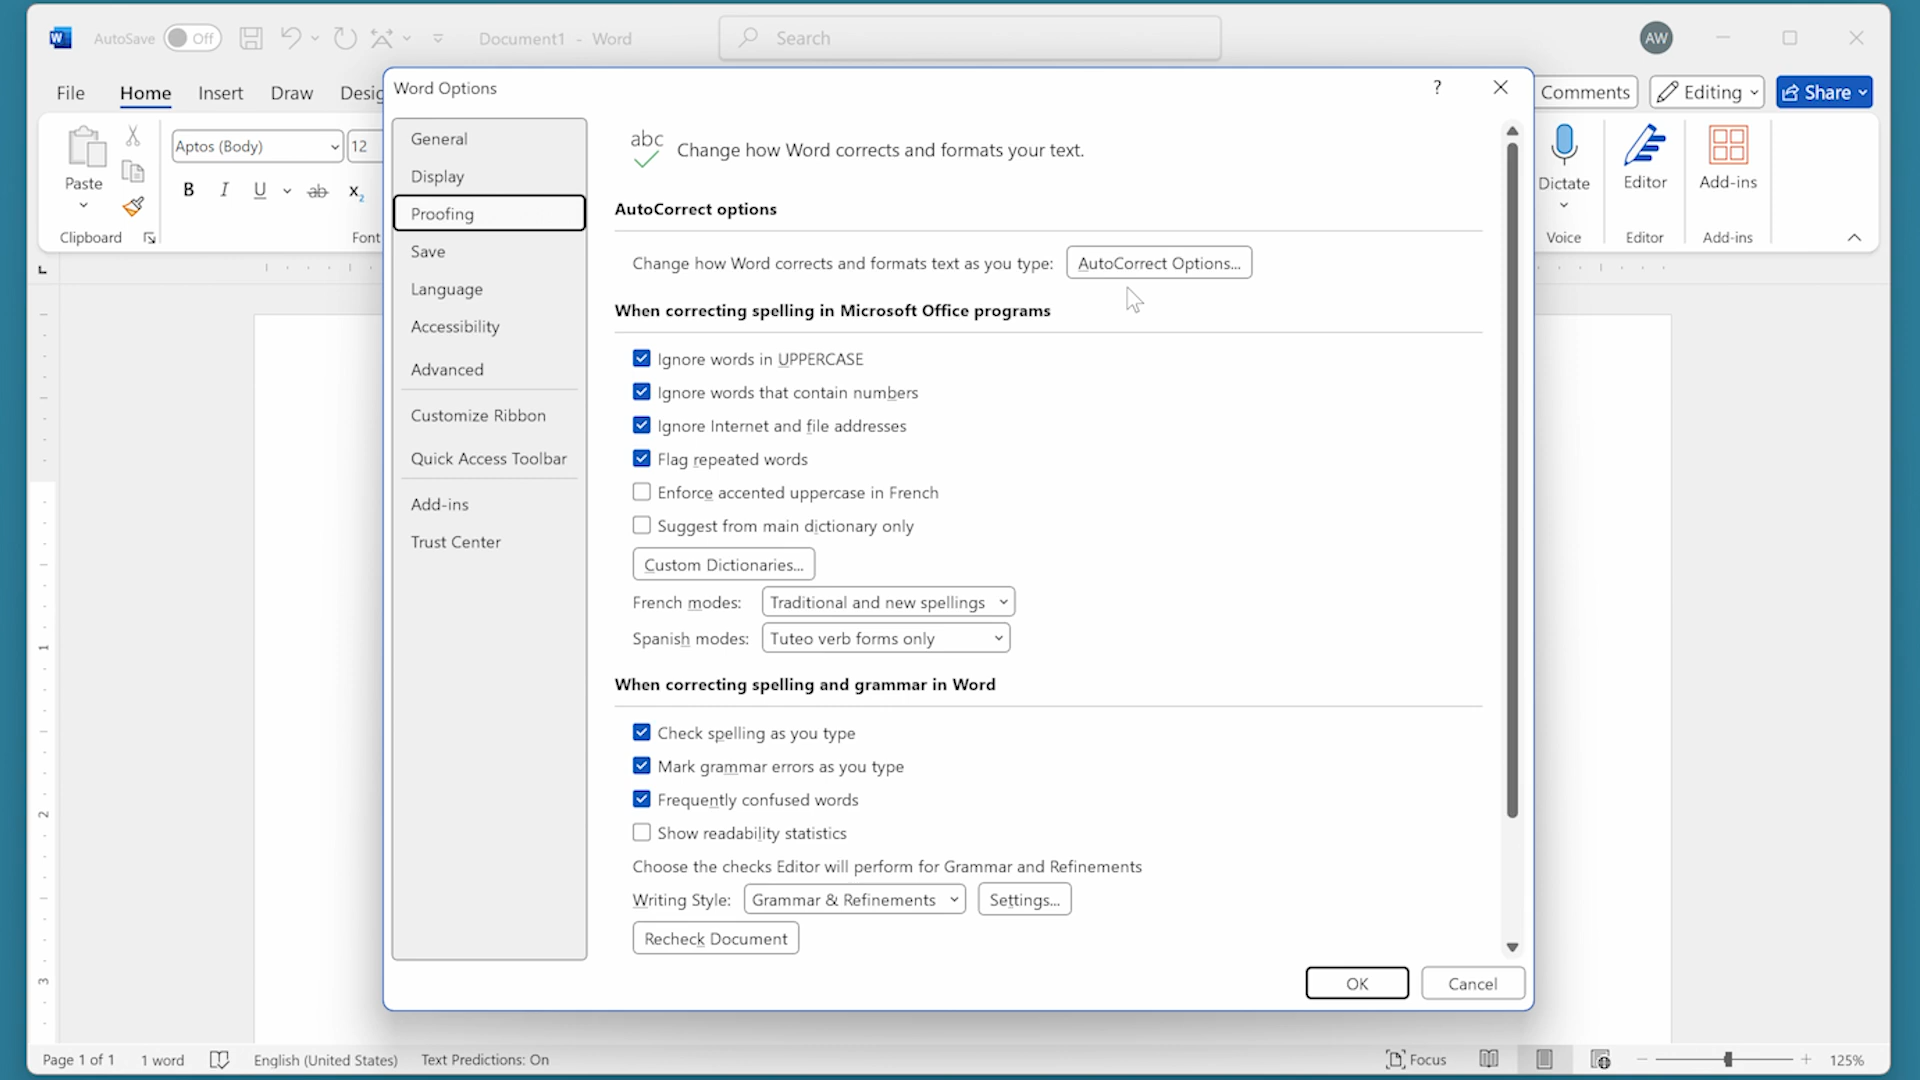 AutoSave Off Document1 - Word Search AW
File Home Insert Draw Desig Comments Editing Share
Word Options ?
Paste
Clipboard
Aptos (Body) 12
B I U ab x2
Font
Dictate
Voice
Editor
Editor
Add-ins
Add-ins
General
Display
Proofing
Save
Language
Accessibility
Advanced
Customize Ribbon
Quick Access Toolbar
Add-ins
Trust Center
abc Change how Word corrects and formats your text.
AutoCorrect options
Change how Word corrects and formats text as you type: AutoCorrect Options...
When correcting spelling in Microsoft Office programs
Ignore words in UPPERCASE
Ignore words that contain numbers
Ignore Internet and file addresses
Flag repeated words
Enforce accented uppercase in French
Suggest from main dictionary only
Custom Dictionaries...
French modes: Traditional and new spellings
Spanish modes: Tuteo verb forms only
When correcting spelling and grammar in Word
Check spelling as you type
Mark grammar errors as you type
Frequently confused words
Show readability statistics
Choose the checks Editor will perform for Grammar and Refinements
Writing Style: Grammar & Refinements Settings...
Recheck Document
OK Cancel
1
2
3
Page 1 of 1 1 word English (United States) Text Predictions: On Focus 125%